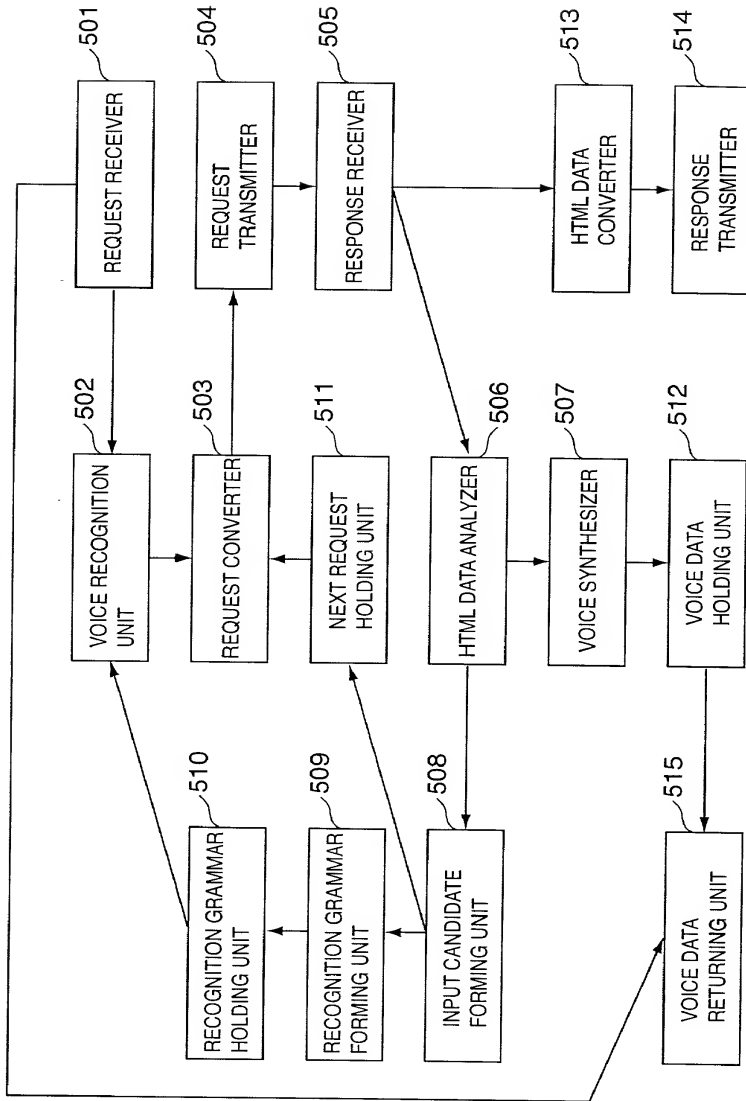 501
REQUEST RECEIVER
504
REQUEST
TRANSMITTER
505
RESPONSE RECEIVER
513
HTML DATA
CONVERTER
514
RESPONSE
TRANSMITTER
502
VOICE RECOGNITION
UNIT
503
REQUEST CONVERTER
511
NEXT REQUEST
HOLDING UNIT
506
HTML DATA ANALYZER
507
VOICE SYNTHESIZER
512
VOICE DATA
HOLDING UNIT
510
RECOGNITION GRAMMAR
HOLDING UNIT
509
RECOGNITION GRAMMAR
FORMING UNIT
508
INPUT CANDIDATE
FORMING UNIT
515
VOICE DATA
RETURNING UNIT